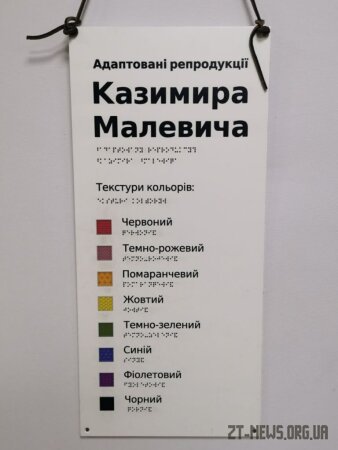 Адаптовані репродукції
Казимира
Малевича
Текстури кольорів:
Червоний
Темно-рожевий
Помаранчевий
Жовтий
Темно-зелений
Синій
Фіолетовий
Чорний
ZT-NEWS.ORG.UA